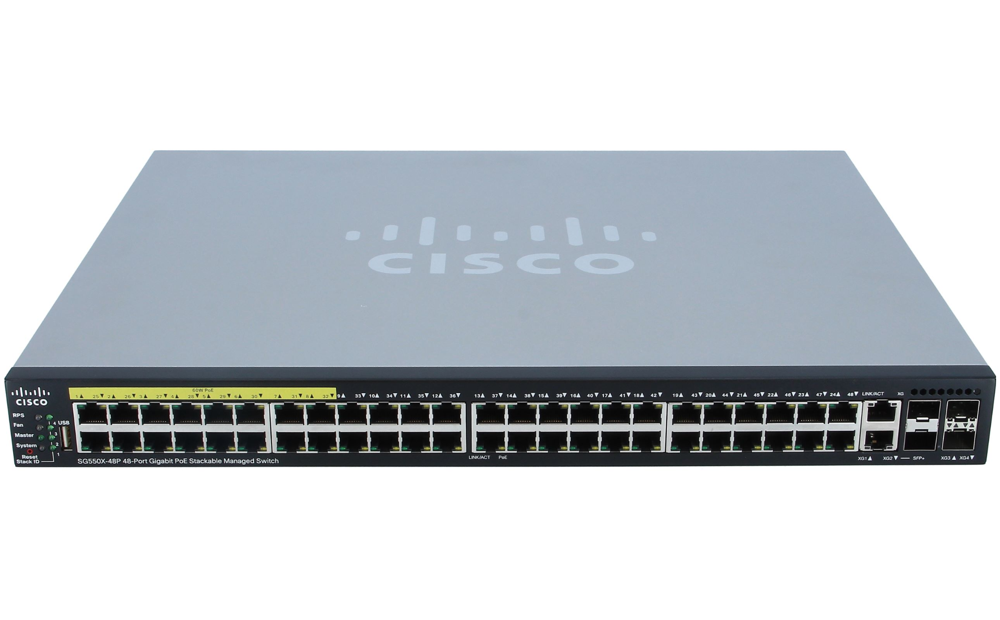 CISCO
60W PoE
1▲ 25▼ 2▲ 26▼ 3▲ 27▼ 4▲ 28▼ 5▲ 29▼ 6▲ 30▼ 7▲ 31▼ 8▲ 32▼ 9▲ 33▼ 10▲ 34▼ 11▲ 35▼ 12▲ 36▼ 13▲ 37▼ 14▲ 38▼ 15▲ 39▼ 16▲ 40▼ 17▲ 41▼ 18▲ 42▼ 19▲ 43▼ 20▲ 44▼ 21▲ 45▼ 22▲ 46▼ 23▲ 47▼ 24▲ 48▼ LINK/ACT XG
CISCO
RPS
Fan 4 USB
Master 3
System 2
Reset 1
Stack ID
SG550X-48P 48-Port Gigabit PoE Stackable Managed Switch
LINK/ACT PoE
XG1▲ XG2▼ SFP+ XG3▲ XG4▼